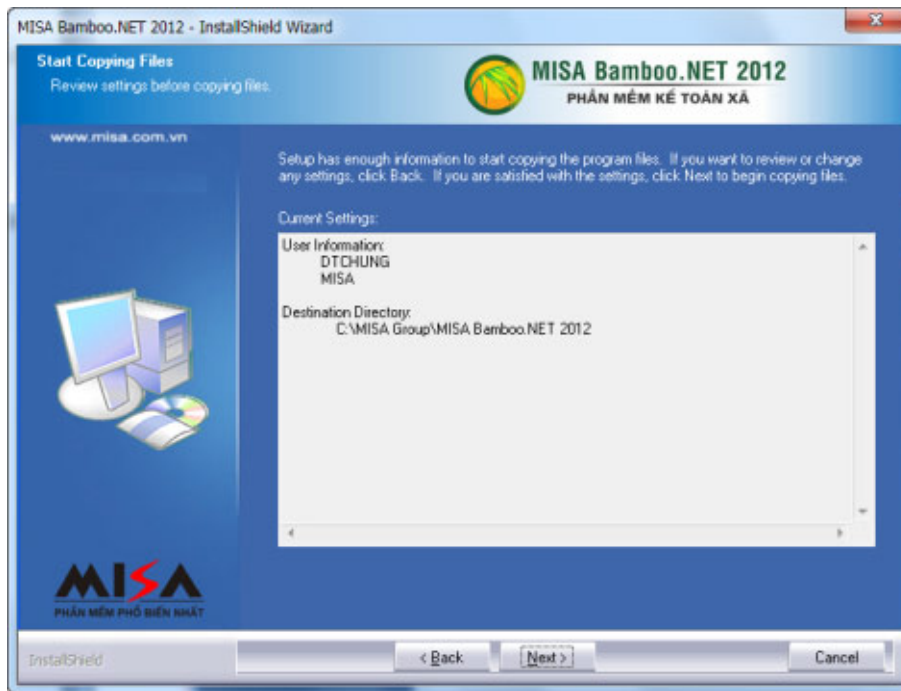 MISA Bamboo.NET 2012 - InstallShield Wizard
Start Copying Files
Review settings before copying files.
MISA Bamboo.NET 2012
PHẦN MỀM KẾ TOÁN XÃ
www.misa.com.vn
Setup has enough information to start copying the program files. If you want to review or change
any settings, click Back. If you are satisfied with the settings, click Next to begin copying files.
Current Settings:
User Information:
DTCHUNG
MISA
Destination Directory:
C:\MISA Group\MISA Bamboo.NET 2012
MISA
PHẦN MỀM PHỔ BIẾN NHẤT
InstallShield
< Back
Next >
Cancel